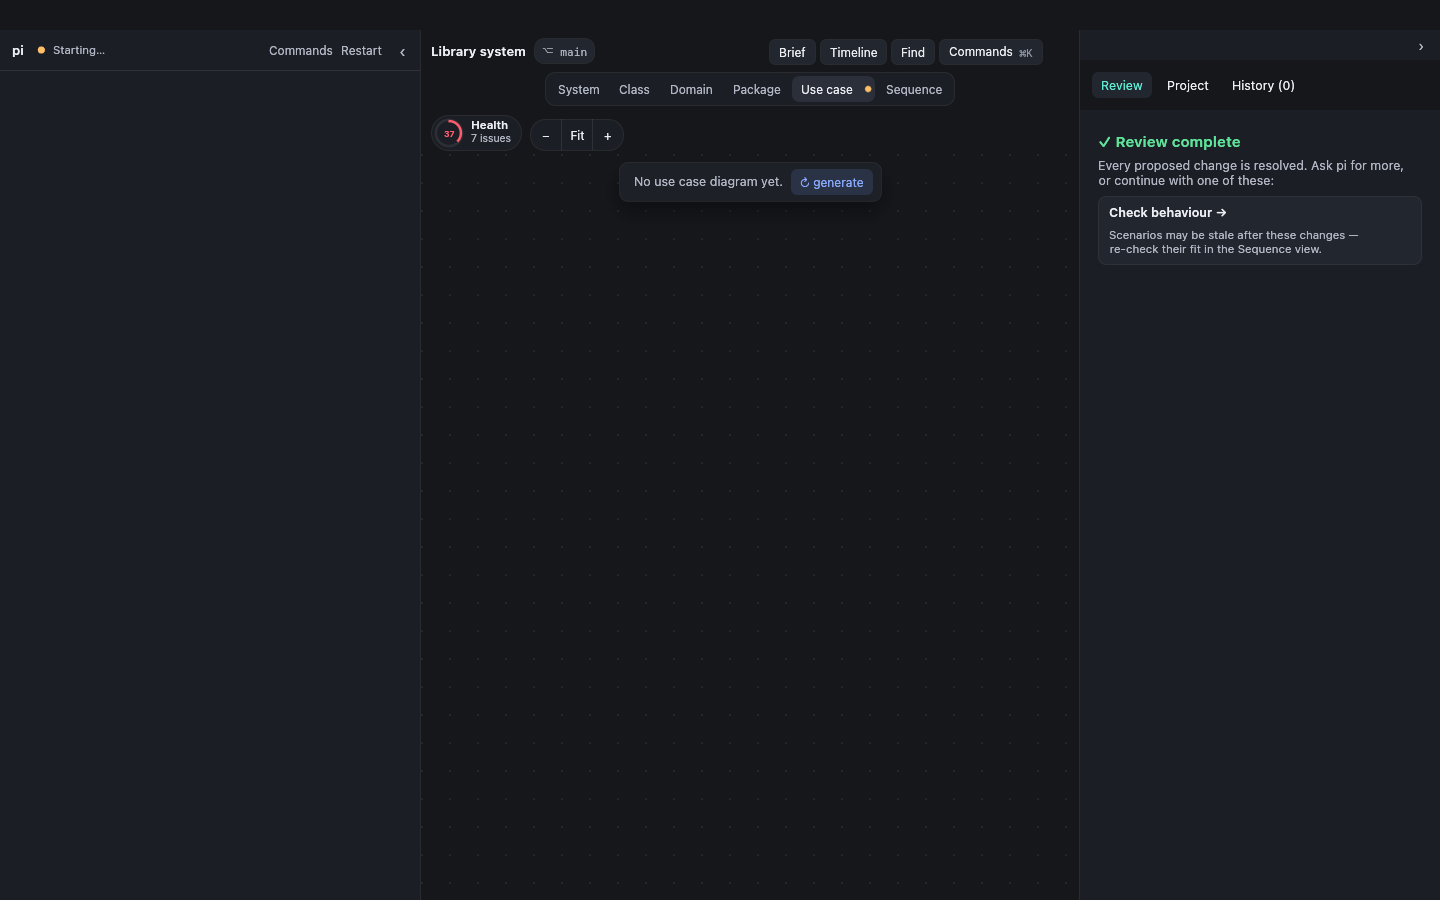 pi Starting... Commands Restart ‹
Library system main Brief Timeline Find Commands ⌘K
System Class Domain Package Use case Sequence
37 Health
7 issues
− Fit +
No use case diagram yet. ↻ generate
›
Review Project History (0)
✓ Review complete
Every proposed change is resolved. Ask pi for more,
or continue with one of these:
Check behaviour →
Scenarios may be stale after these changes —
re-check their fit in the Sequence view.